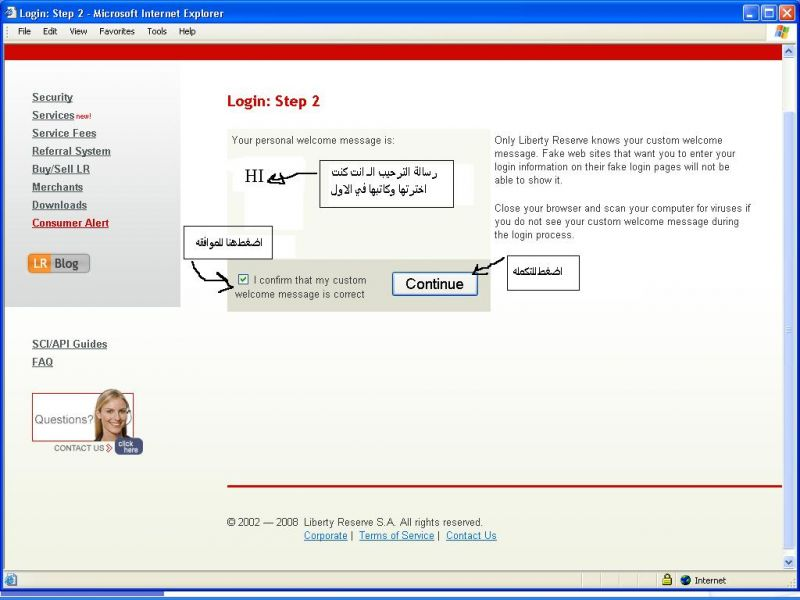 Login: Step 2 - Microsoft Internet Explorer
File Edit View Favorites Tools Help
Security
Services new!
Service Fees
Referral System
Buy/Sell LR
Merchants
Downloads
Consumer Alert
LR Blog
SCI/API Guides
FAQ
Questions?
CONTACT US
click
here
Login: Step 2
Your personal welcome message is:
HI
رسالة الترحيب الـ انت كنت
اخترتها وكاتبها في الاول
اضغط هنا للموافقه
I confirm that my custom
welcome message is correct
Continue
اضغط للتكمله
Only Liberty Reserve knows your custom welcome
message. Fake web sites that want you to enter your
login information on their fake login pages will not be
able to show it.
Close your browser and scan your computer for viruses if
you do not see your custom welcome message during
the login process.
© 2002 — 2008 Liberty Reserve S.A. All rights reserved.
Corporate | Terms of Service | Contact Us
Internet